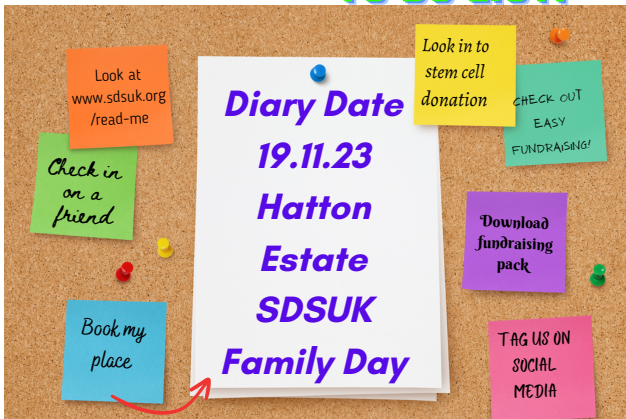 Look at
www.sdsuk.org
/read-me
Check in
on a
friend
Book my
place
Diary Date
19.11.23
Hatton
Estate
SDSUK
Family Day
Look in to
stem cell
donation
CHECK OUT
EASY
FUNDRAISING!
Download
fundraising
pack
TAG US ON
SOCIAL
MEDIA